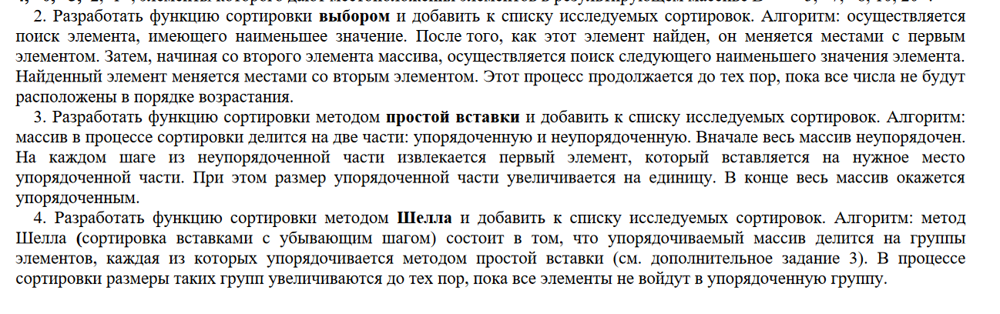 2. Разработать функцию сортировки выбором и добавить к списку исследуемых сортировок. Алгоритм: осуществляется
поиск элемента, имеющего наименьшее значение. После того, как этот элемент найден, он меняется местами с первым
элементом. Затем, начиная со второго элемента массива, осуществляется поиск следующего наименьшего значения элемента.
Найденный элемент меняется местами со вторым элементом. Этот процесс продолжается до тех пор, пока все числа не будут
расположены в порядке возрастания.
3. Разработать функцию сортировки методом простой вставки и добавить к списку исследуемых сортировок. Алгоритм:
массив в процессе сортировки делится на две части: упорядоченную и неупорядоченную. Вначале весь массив неупорядочен.
На каждом шаге из неупорядоченной части извлекается первый элемент, который вставляется на нужное место
упорядоченной части. При этом размер упорядоченной части увеличивается на единицу. В конце весь массив окажется
упорядоченным.
4. Разработать функцию сортировки методом Шелла и добавить к списку исследуемых сортировок. Алгоритм: метод
Шелла (сортировка вставками с убывающим шагом) состоит в том, что упорядочиваемый массив делится на группы
элементов, каждая из которых упорядочивается методом простой вставки (см. дополнительное задание 3). В процессе
сортировки размеры таких групп увеличиваются до тех пор, пока все элементы не войдут в упорядоченную группу.